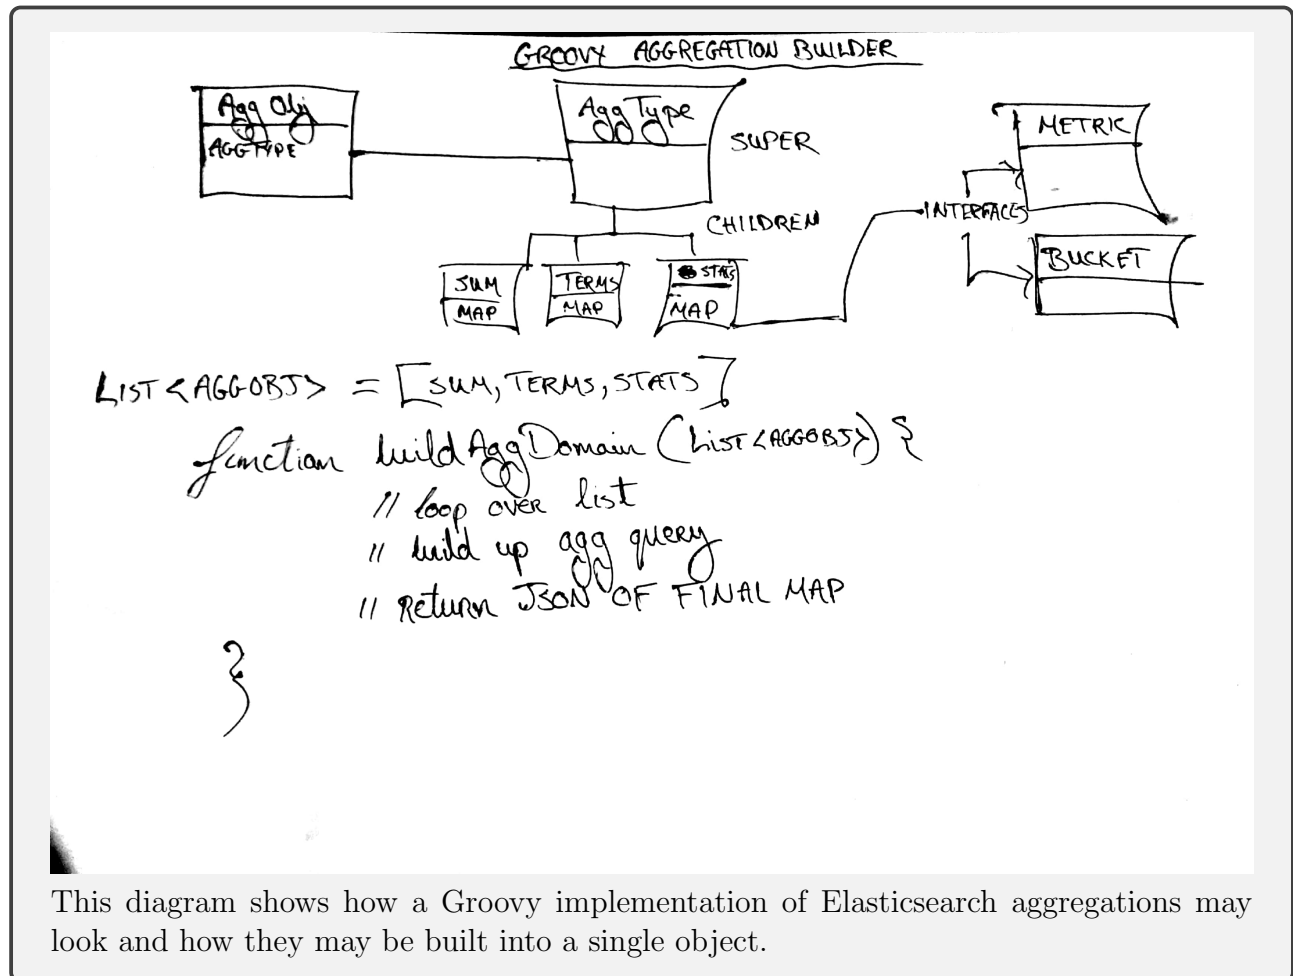 GROOVY AGGREGATION BUILDER
Agg Obj
AGGTYPE
Agg Type
SUPER
METRIC
INTERFACES
BUCKET
CHILDREN
SUM
MAP
TERMS
MAP
STATS
MAP
LIST <AGGOBJ> = [SUM, TERMS, STATS]
function buildAggDomain (List <AGGOBJ>) {
// loop over list
// build up agg query
// Return JSON OF FINAL MAP
}
This diagram shows how a Groovy implementation of Elasticsearch aggregations may
look and how they may be built into a single object.